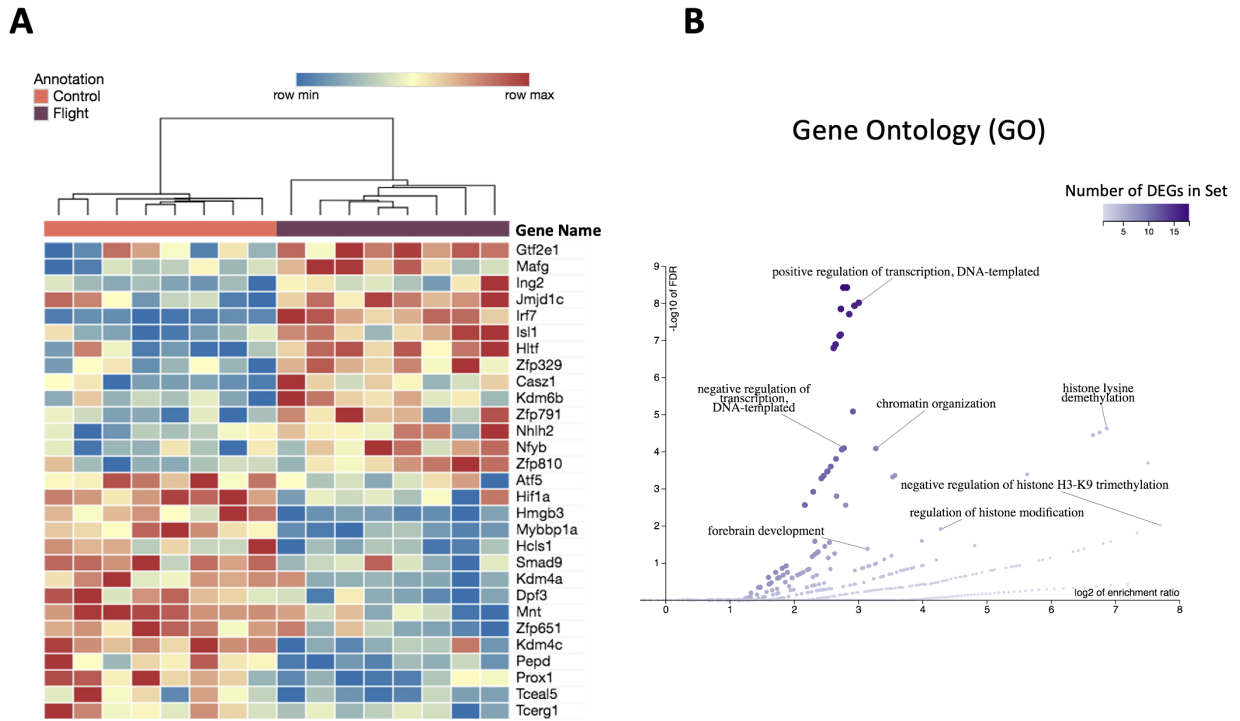 A
B
Annotation
Control
Flight
row min
row max
Gene Name
Gtf2e1
Mafg
Ing2
Jmjd1c
Irf7
Isl1
Hltf
Zfp329
Casz1
Kdm6b
Zfp791
Nhlh2
Nfyb
Zfp810
Atf5
Hif1a
Hmgb3
Mybbp1a
Hcls1
Smad9
Kdm4a
Dpf3
Mnt
Zfp651
Kdm4c
Pepd
Prox1
Tceal5
Tcerg1
Gene Ontology (GO)
Number of DEGs in Set
5 10 15
-Log10 of FDR
9
8
7
6
5
4
3
2
1
positive regulation of transcription, DNA-templated
negative regulation of
transcription,
DNA-templated
chromatin organization
histone lysine
demethylation
negative regulation of histone H3-K9 trimethylation
regulation of histone modification
forebrain development
log2 of enrichment ratio
0 1 2 3 4 5 6 7 8